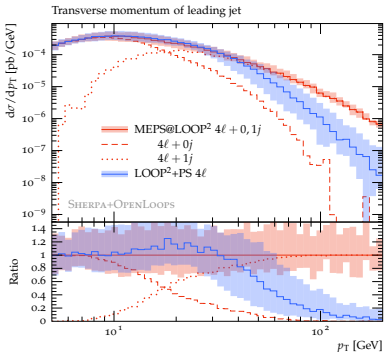 Transverse momentum of leading jet
dσ/dpT [pb/GeV]
10⁻⁴
10⁻⁵
10⁻⁶
10⁻⁷
10⁻⁸
10⁻⁹
MEPS@LOOP² 4ℓ + 0, 1j
4ℓ + 0j
4ℓ + 1j
LOOP²+PS 4ℓ
SHERPA+OPENLOOPS
Ratio
1.4
1.2
1
0.8
0.6
0.4
0.2
0
10¹
10²
pT [GeV]